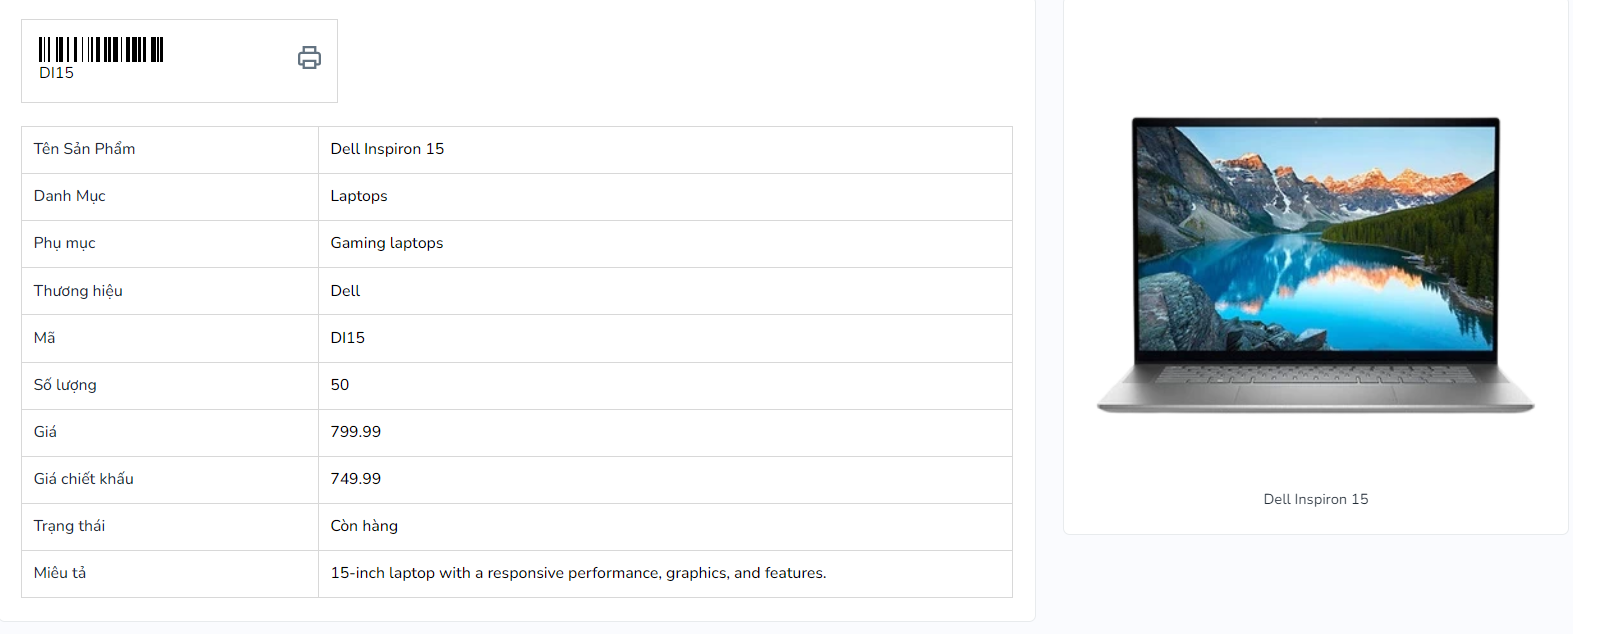 DI15
Tên Sản Phẩm Dell Inspiron 15
Danh Mục Laptops
Phụ mục Gaming laptops
Thương hiệu Dell
Mã DI15
Số lượng 50
Giá 799.99
Giá chiết khấu 749.99
Trạng thái Còn hàng
Miêu tả 15-inch laptop with a responsive performance, graphics, and features.
Dell Inspiron 15